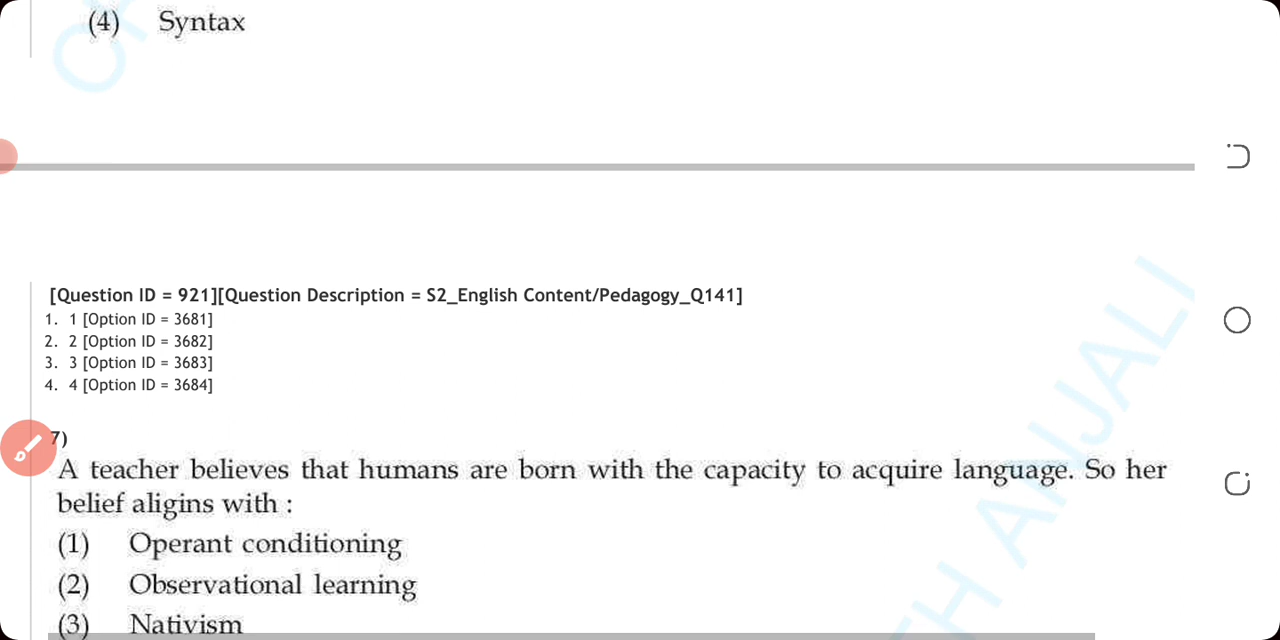 (4) Syntax
[Question ID = 921][Question Description = S2_English Content/Pedagogy_Q141]
1. 1 [Option ID = 3681]
2. 2 [Option ID = 3682]
3. 3 [Option ID = 3683]
4. 4 [Option ID = 3684]
7)
A teacher believes that humans are born with the capacity to acquire language. So her
belief aligins with :
(1) Operant conditioning
(2) Observational learning
(3) Nativism
TH ANJALI